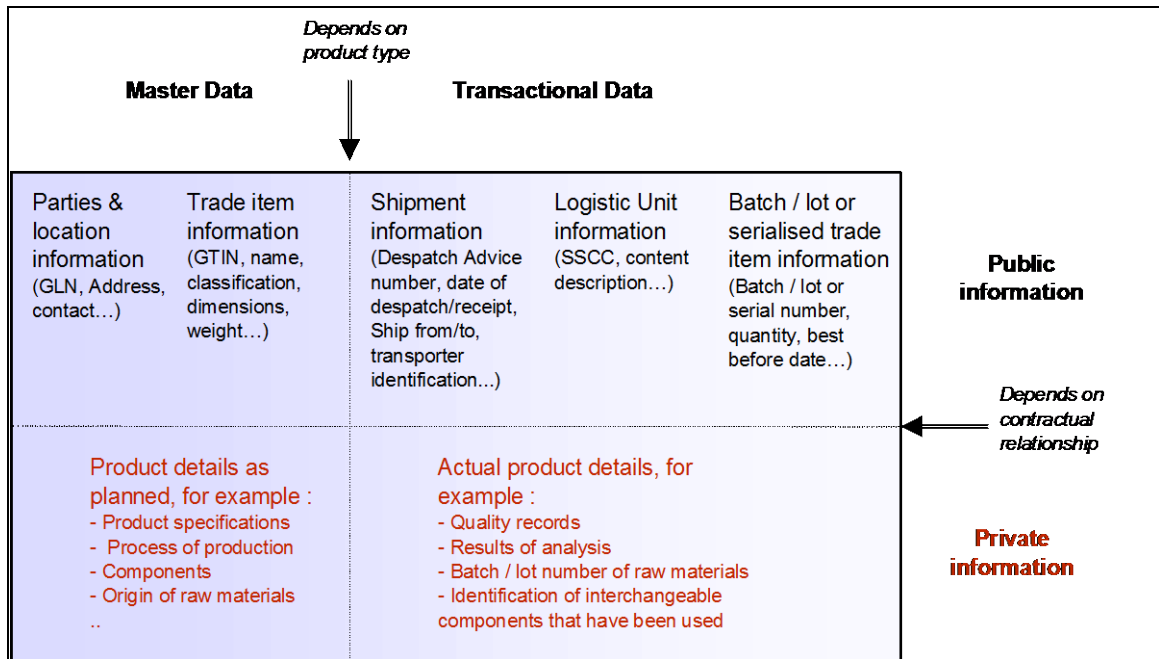 Depends on
product type
Master Data
Transactional Data
Parties &
location
information
(GLN, Address,
contact…)
Trade item
information
(GTIN, name,
classification,
dimensions,
weight…)
Shipment
information
(Despatch Advice
number, date of
despatch/receipt,
Ship from/to,
transporter
identification...)
Logistic Unit
information
(SSCC, content
description…)
Batch / lot or
serialised trade
item information
(Batch / lot or
serial number,
quantity, best
before date…)
Public
information
Depends on
contractual
relationship
Product details as
planned, for example :
- Product specifications
- Process of production
- Components
- Origin of raw materials
..
Actual product details, for
example :
- Quality records
- Results of analysis
- Batch / lot number of raw materials
- Identification of interchangeable
components that have been used
Private
information